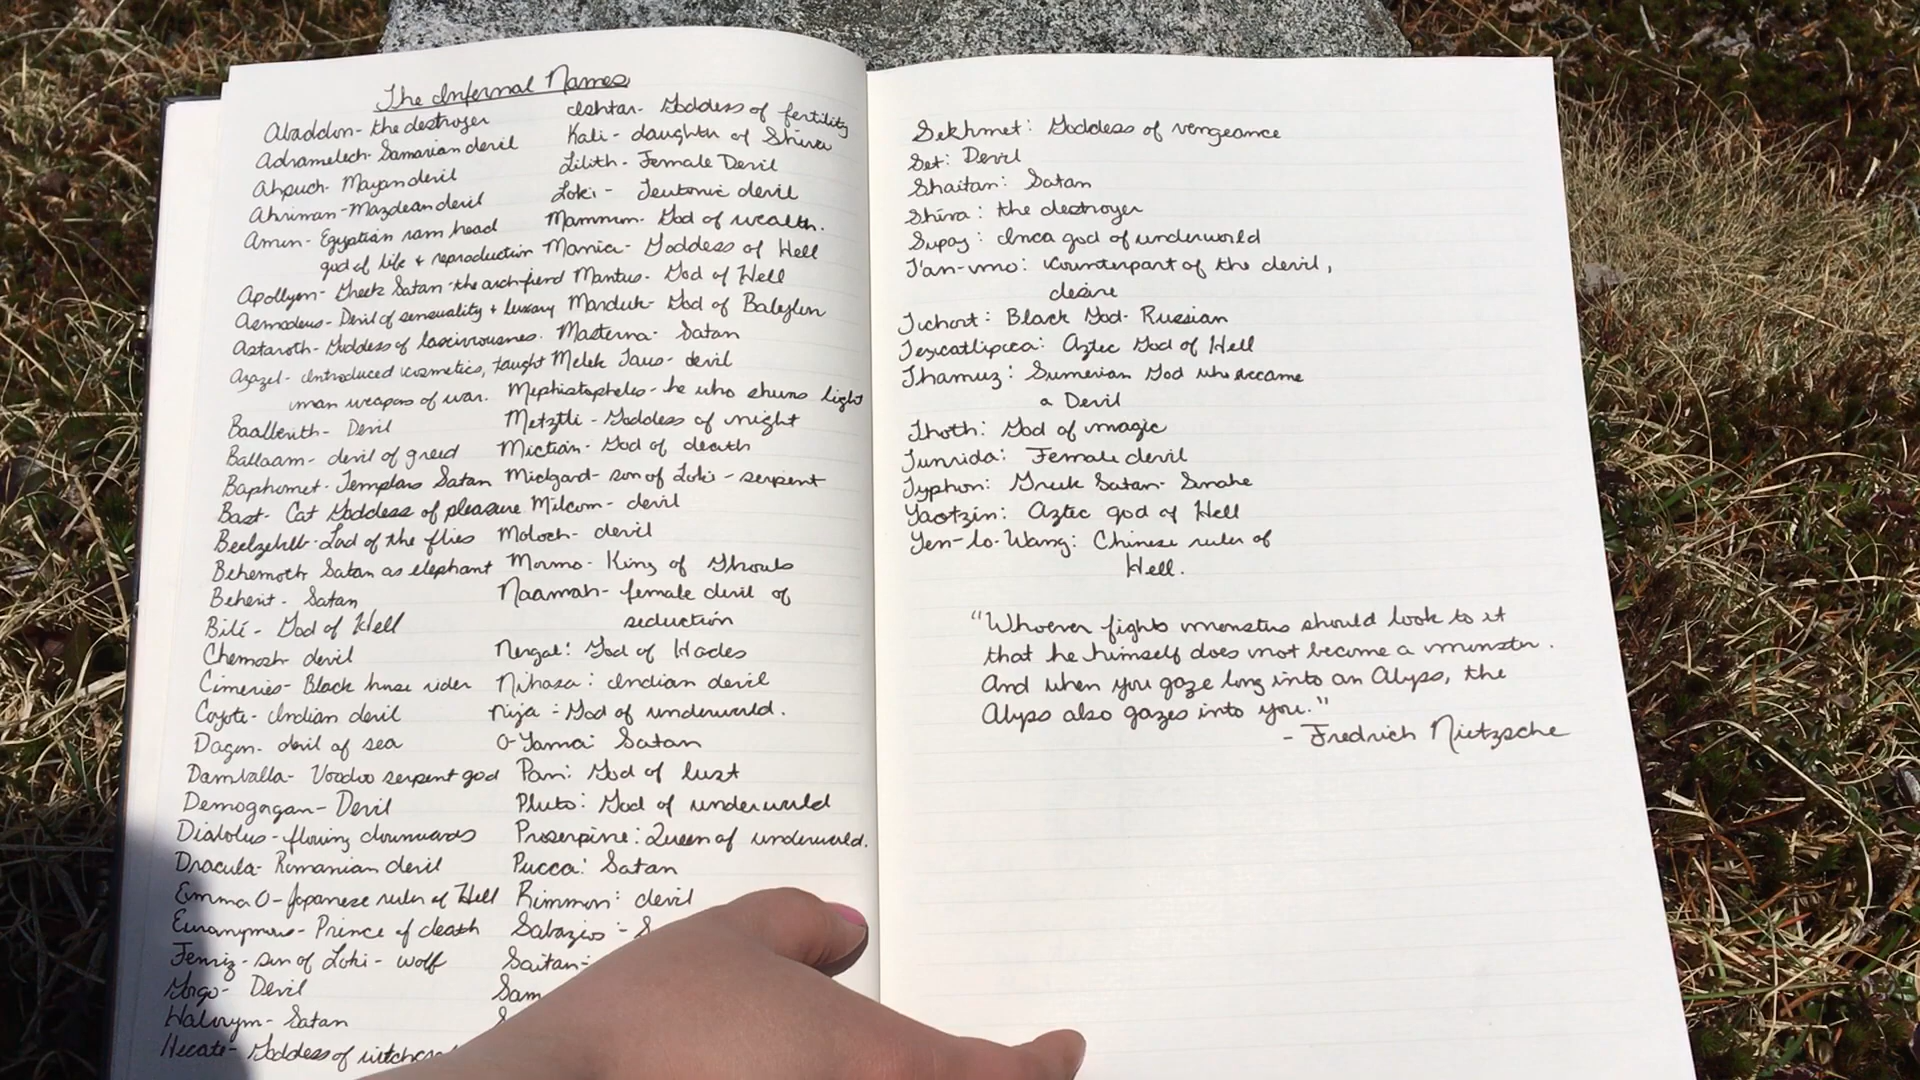 The Infernal Names
Abaddon- the destroyer
Adramelech- Samarian devil
Ahpuch- Mayan devil
Ahriman- Mazdean devil
Amon- Egyptian ram head
god of life + reproduction
Apollyon- Greek Satan- the arch-fiend
Asmodeus- Devil of sensuality + luxury
Astaroth- Goddess of lasciviousness.
Azazel- introduced cosmetics, taught
man weapons of war.
Baalberith- Devil
Ballaam- devil of greed
Baphomet- Templars Satan
Bast- Cat Goddess of pleasure
Beelzebub- Lord of the flies
Behemoth Satan as elephant
Beherit- Satan
Bilé- God of Hell
Chemosh devil
Cimeries- Black horse rider
Coyote- Indian devil
Dagon- devil of sea
Damballa- Voodoo serpent god
Demogorgan- Devil
Diabolus- flowing downwards
Dracula- Romanian devil
Emma O- Japanese ruler of Hell
Euronymous- Prince of death
Fenriz- son of Loki- wolf
Gorgo- Devil
Haborym- Satan
Hecate- Goddess of
Ishtar- Goddess of fertility
Kali- daughter of Shiva
Lilith- Female Devil
Loki- Teutonic devil
Mammon- God of wealth.
Mania- Goddess of Hell
Mantus- God of Hell
Marduk- God of Babylon
Mastema- Satan
Melek Taus- devil
Mephistopheles- he who shuns light
Metztli- Goddess of night
Mictian- God of death
Midgard- son of Loki- serpent
Milcom- devil
Moloch- devil
Mormo- King of Ghouls
Naamah- female devil of
seduction
Nergal: God of Hades
Nihasa: Indian devil
Nija: God of underworld.
O-Yama: Satan
Pan: God of lust
Pluto: God of underworld
Proserpine: Queen of underworld.
Pucca: Satan
Rimmon: devil
Sabazios- S
Saitan-
Sam
S
Sekhmet: Goddess of vengeance
Set: Devil
Shaitan: Satan
Shiva: the destroyer
Supay: Inca god of underworld
T'an-mo: Counterpart of the devil,
desire
Tchort: Black God- Russian
Tezcatlipoca: Aztec God of Hell
Thamuz: Sumerian God who became
a Devil
Thoth: God of magic
Tunrida: Female devil
Typhon: Greek Satan- Snake
Yaotzin: Aztec god of Hell
Yen-lo-Wang: Chinese ruler of
Hell.
"Whoever fights monsters should look to it
that he himself does not become a monster.
And when you gaze long into an Abyss, the
Abyss also gazes into you."
- Fredrich Nietzsche